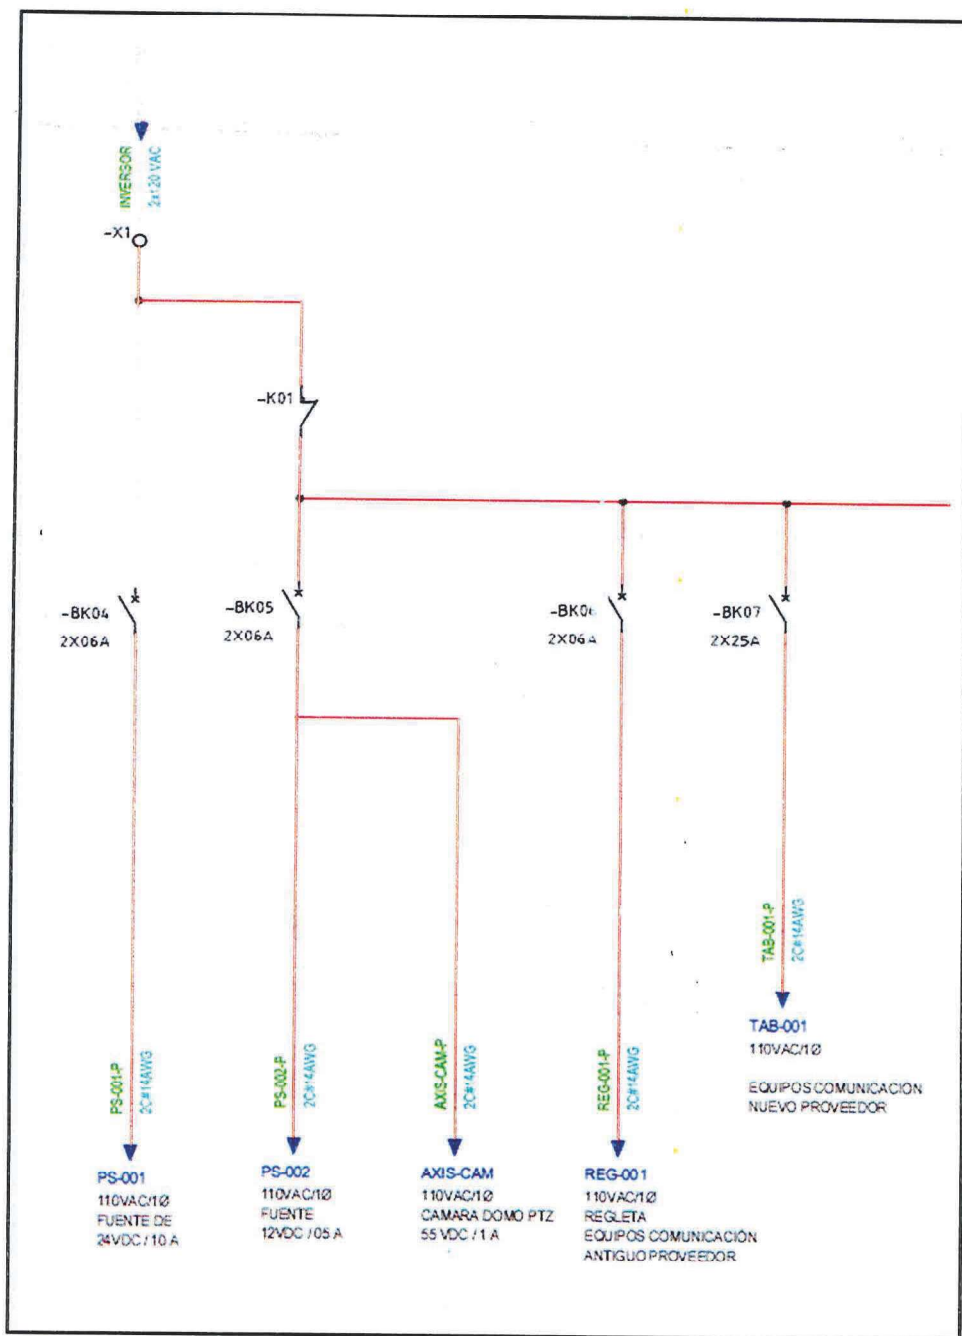 INVERSOR
2x120 VAC
-X1
-K01
-BK04
2X06A
-BK05
2X06A
-BK06
2X06A
-BK07
2X25A
PS-001-P
2C#14AWG
PS-002-P
2C#14AWG
AXIS-CAM-P
2C#14AWG
REG-001-P
2C#14AWG
TAB-001-P
2C#14AWG
PS-001
110VAC/1Ø
FUENTE DE
24VDC / 10 A
PS-002
110VAC/1Ø
FUENTE
12VDC / 05 A
AXIS-CAM
110VAC/1Ø
CAMARA DOMO PTZ
55 VDC / 1 A
REG-001
110VAC/1Ø
REGLETA
EQUIPOS COMUNICACIÓN
ANTIGUO PROVEEDOR
TAB-001
110VAC/1Ø
EQUIPOS COMUNICACIÓN
NUEVO PROVEEDOR